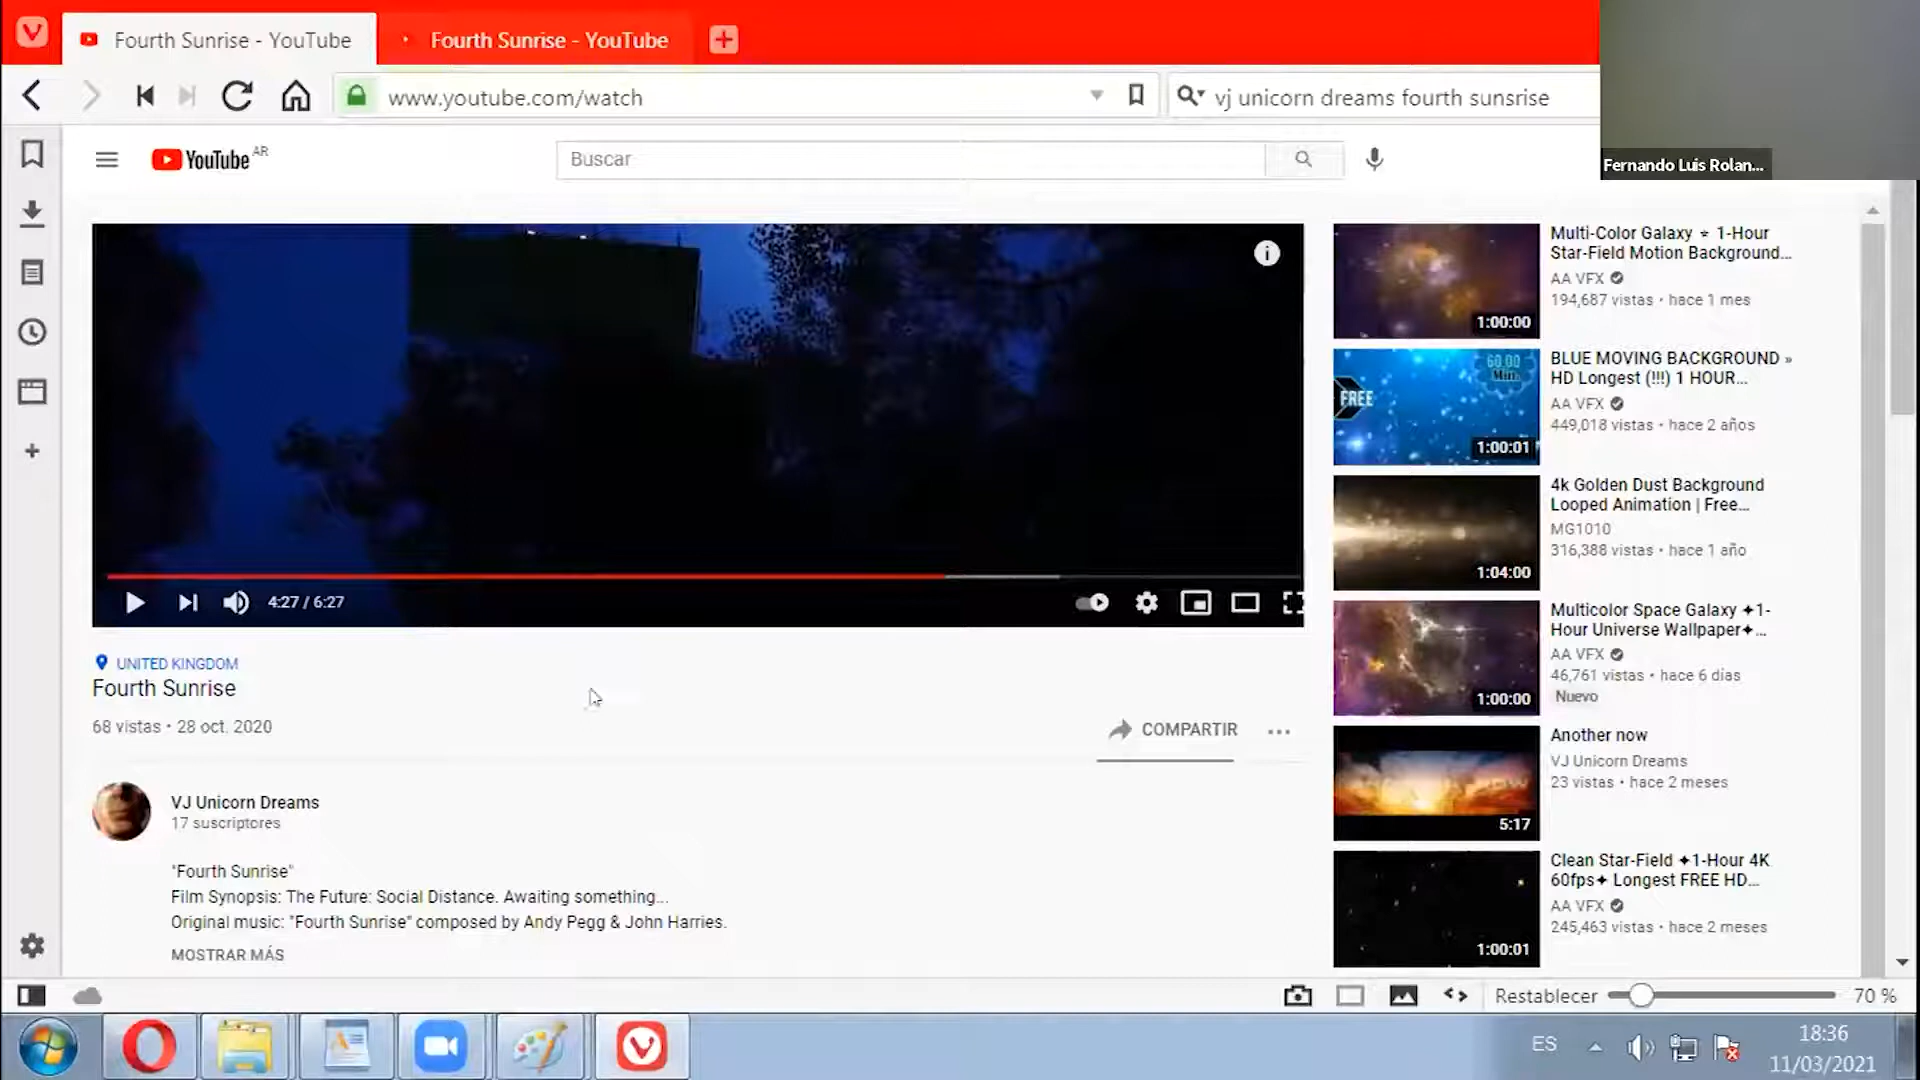 Fourth Sunrise - YouTube
Fourth Sunrise - YouTube
www.youtube.com/watch
vj unicorn dreams fourth sunsrise
Fernando Luis Rolan...
YouTube AR
Buscar
4:27 / 6:27
UNITED KINGDOM
Fourth Sunrise
68 vistas • 28 oct. 2020
COMPARTIR
VJ Unicorn Dreams
17 suscriptores
"Fourth Sunrise"
Film Synopsis: The Future: Social Distance. Awaiting something...
Original music: "Fourth Sunrise" composed by Andy Pegg & John Harries.
MOSTRAR MÁS
1:00:00
Multi-Color Galaxy ⭐ 1-Hour
Star-Field Motion Background...
AA VFX
194,687 vistas • hace 1 mes
60:00
Min.
FREE
1:00:01
BLUE MOVING BACKGROUND »
HD Longest (!!!) 1 HOUR...
AA VFX
449,018 vistas • hace 2 años
1:04:00
4k Golden Dust Background
Looped Animation | Free...
MG1010
316,388 vistas • hace 1 año
1:00:00
Multicolor Space Galaxy ✦1-
Hour Universe Wallpaper✦...
AA VFX
46,761 vistas • hace 6 días
Nuevo
5:17
Another now
VJ Unicorn Dreams
23 vistas • hace 2 meses
1:00:01
Clean Star-Field ✦1-Hour 4K
60fps✦ Longest FREE HD...
AA VFX
245,463 vistas • hace 2 meses
Restablecer
70 %
ES
18:36
11/03/2021